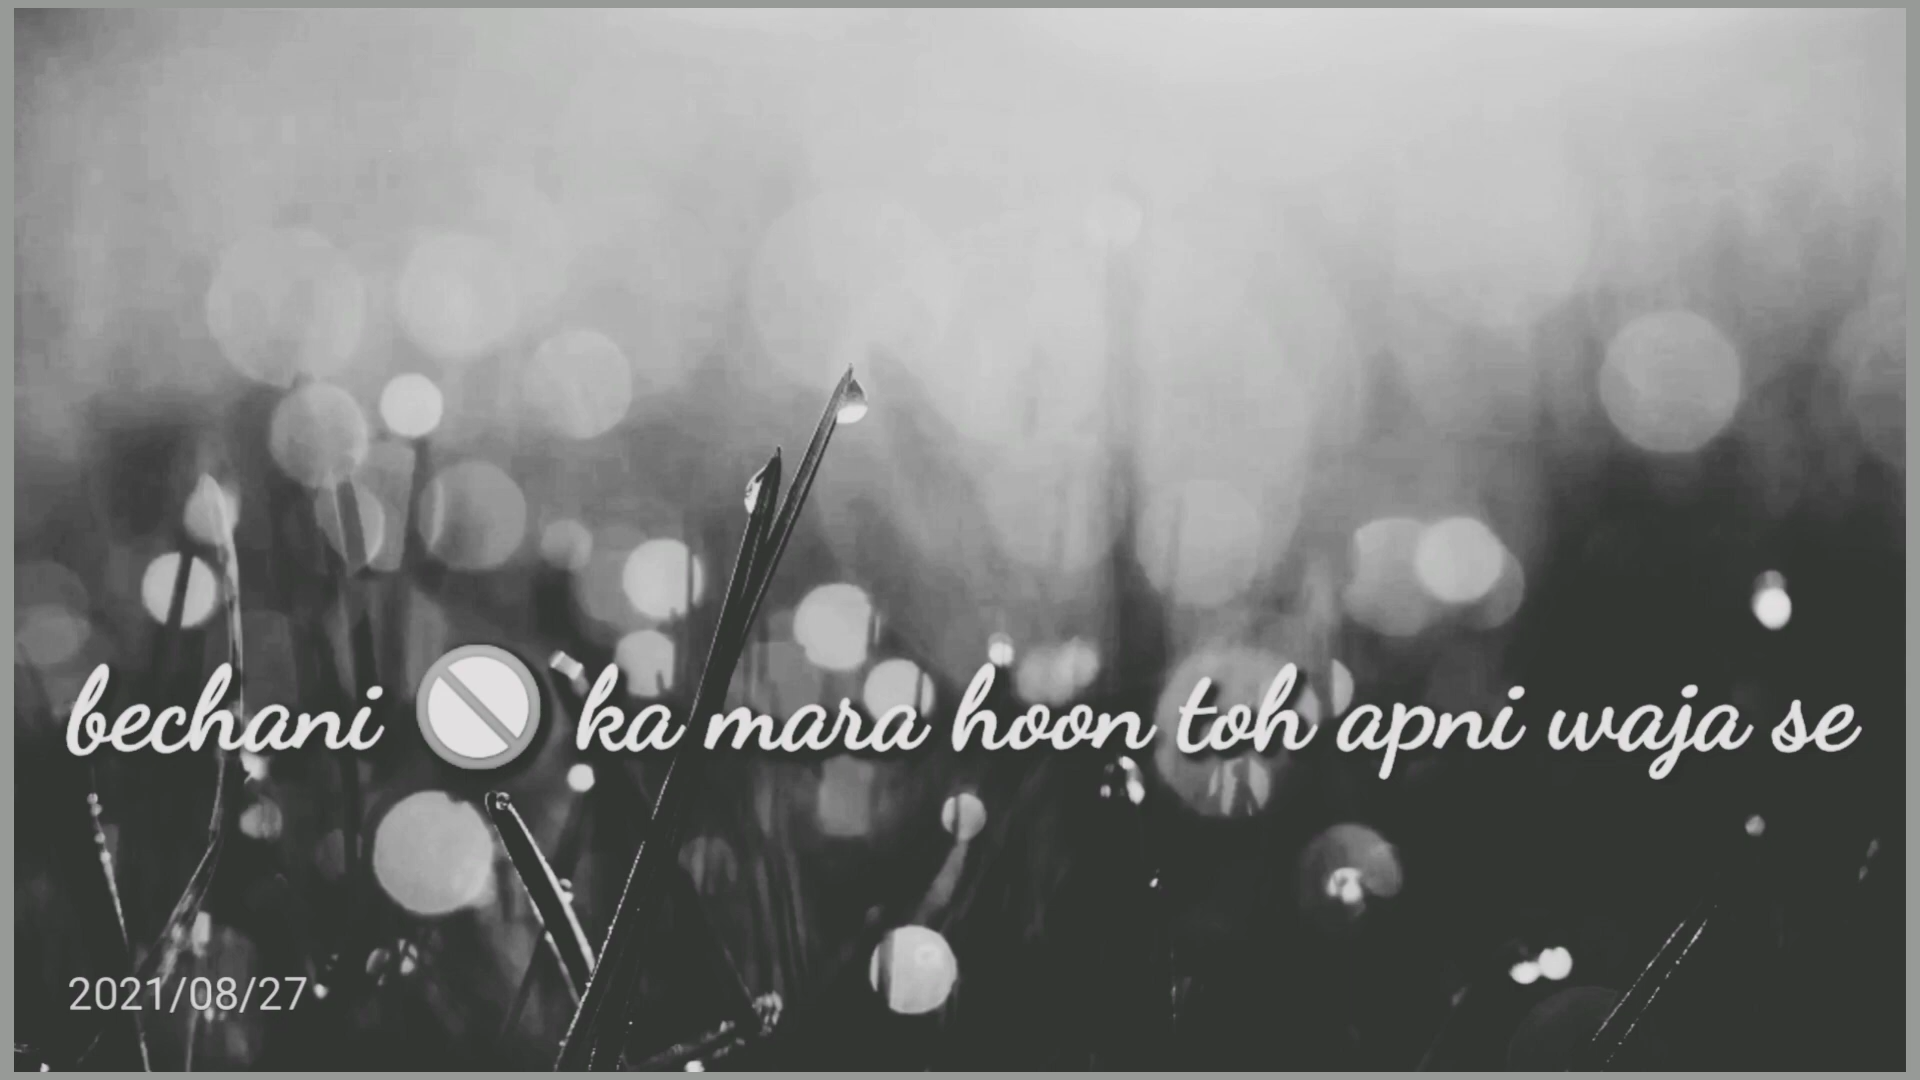 bechani 🚫 ka mara hoon toh apni waja se
2021/08/27